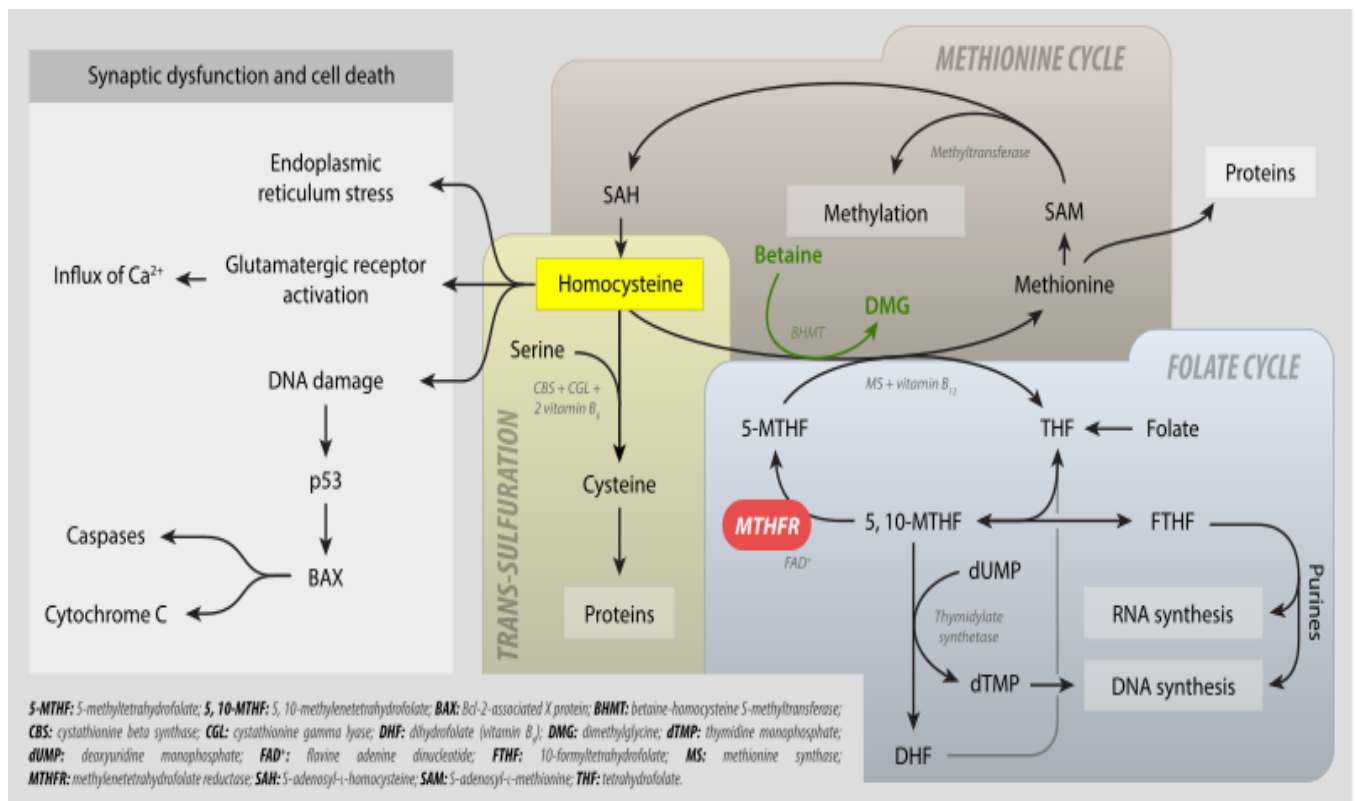 METHIONINE CYCLE
Synaptic dysfunction and cell death
Methyltransferase
Endoplasmic
reticulum stress
Proteins
SAH
Methylation
SAM
Betaine
Influx of Ca²⁺
Glutamatergic receptor
activation
Homocysteine
Methionine
DMG
BHMT
Serine
FOLATE CYCLE
DNA damage
CBS + CGL +
2 vitamin B₆
MS + vitamin B₁₂
TRANS-SULFURATION
5-MTHF
THF
Folate
p53
Cysteine
MTHFR
5, 10-MTHF
FTHF
Caspases
FAD⁺
BAX
dUMP
Purines
Cytochrome C
Proteins
Thymidylate
synthetase
RNA synthesis
dTMP
DNA synthesis
DHF
5-MTHF: 5-methyltetrahydrofolate; 5, 10-MTHF: 5, 10-methylenetetrahydrofolate; BAX: Bcl-2-associated X protein; BHMT: betaine-homocysteine S-methyltransferase;
CBS: cystathione beta synthase; CGL: cystathione gamma lyase; DHF: dihydrofolate (vitamin B₉); DMG: dimethylglycine; dTMP: thymidine monophosphate;
dUMP: deoxyuridine monophosphate; FAD⁺: flavine adenine dinucleotide; FTHF: 10-formyltetrahydrofolate; MS: methionine synthase;
MTHFR: methylenetetrahydrofolate reductase; SAH: S-adenosyl-ʟ-homocysteine; SAM: S-adenosyl-ʟ-methionine; THF: tetrahydrofolate.